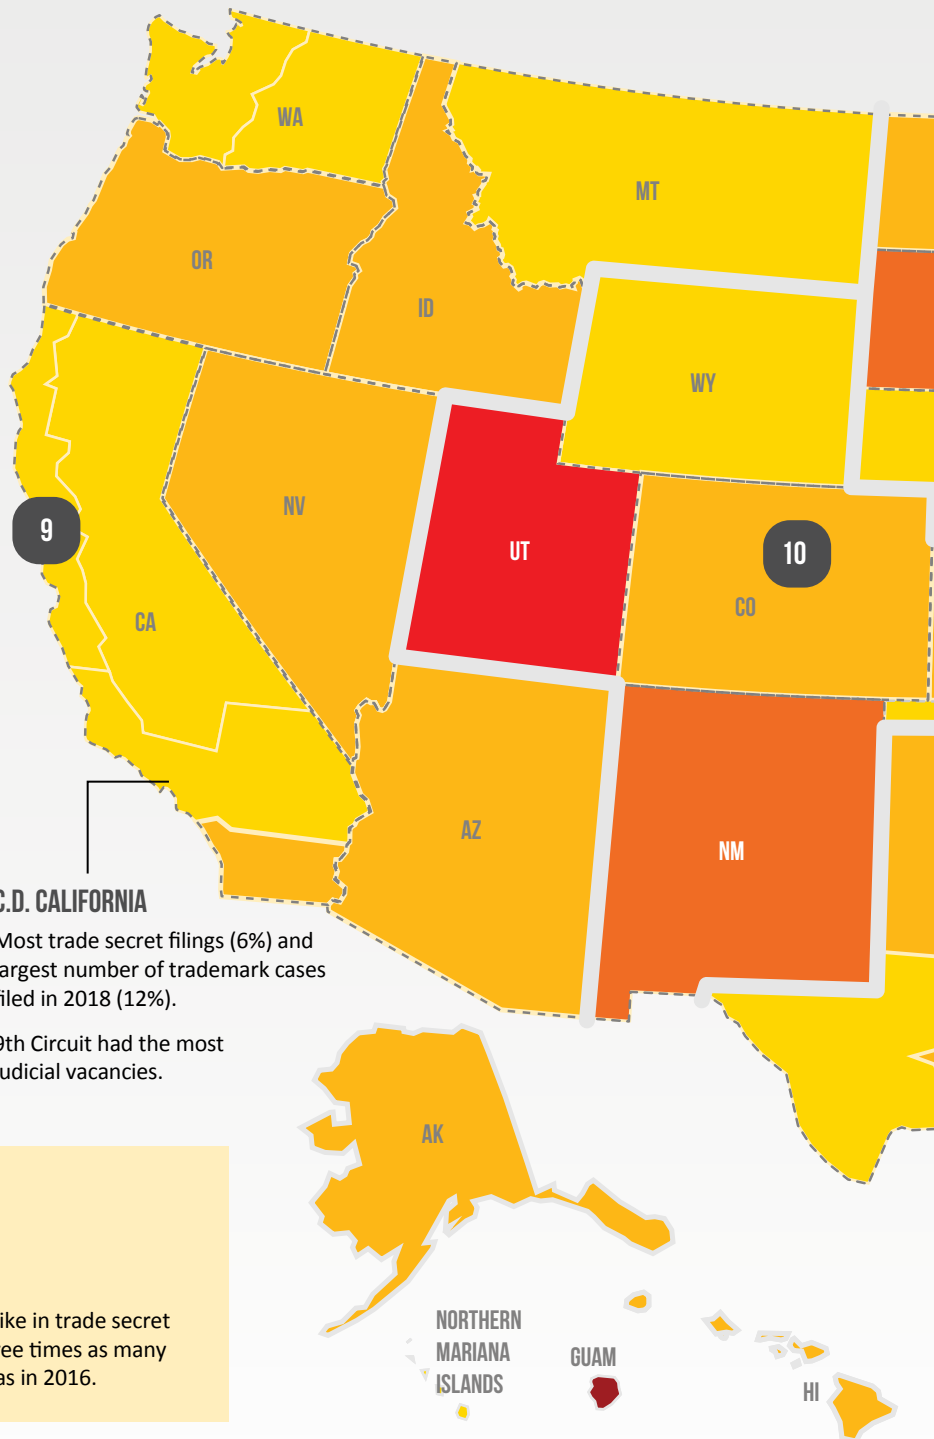 WA
MT
OR
ID
WY
NV
9
UT
10
CO
CA
AZ
NM
C.D. CALIFORNIA
Most trade secret filings (6%) and
largest number of trademark cases
filed in 2018 (12%).
9th Circuit had the most
judicial vacancies.
AK
ike in trade secret
ree times as many
as in 2016.
NORTHERN
MARIANA
ISLANDS
GUAM
HI